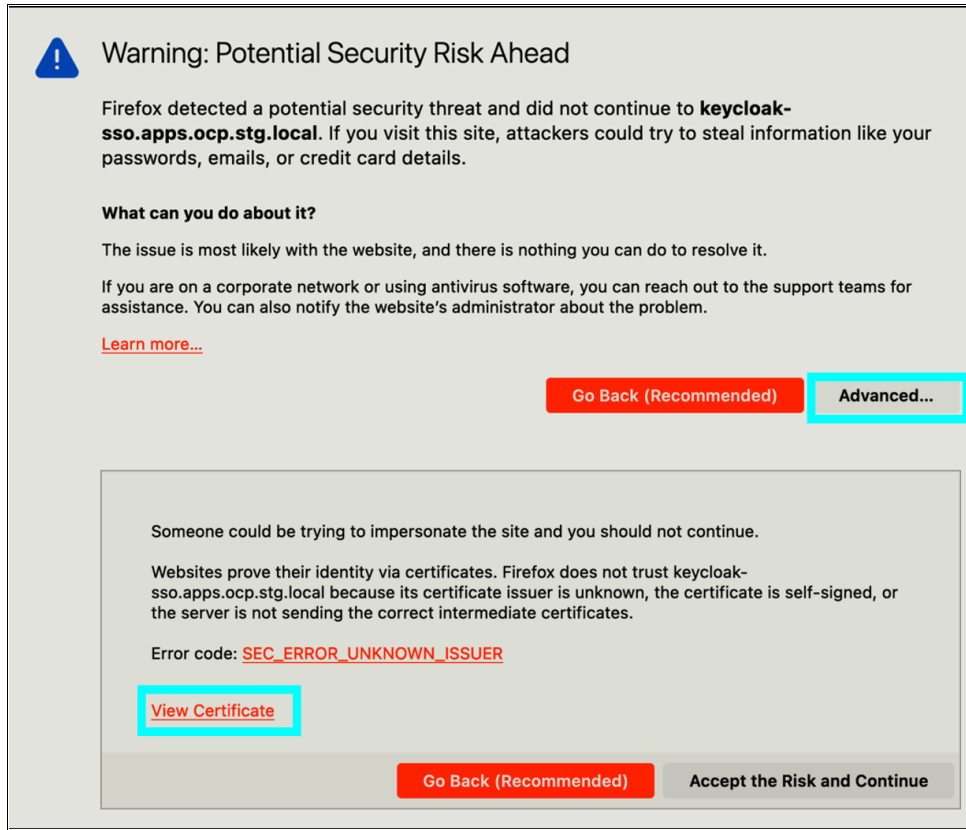 Warning: Potential Security Risk Ahead
Firefox detected a potential security threat and did not continue to keycloak-
sso.apps.ocp.stg.local. If you visit this site, attackers could try to steal information like your
passwords, emails, or credit card details.
What can you do about it?
The issue is most likely with the website, and there is nothing you can do to resolve it.
If you are on a corporate network or using antivirus software, you can reach out to the support teams for
assistance. You can also notify the website's administrator about the problem.
Learn more...
Go Back (Recommended) Advanced...
Someone could be trying to impersonate the site and you should not continue.
Websites prove their identity via certificates. Firefox does not trust keycloak-
sso.apps.ocp.stg.local because its certificate issuer is unknown, the certificate is self-signed, or
the server is not sending the correct intermediate certificates.
Error code: SEC_ERROR_UNKNOWN_ISSUER
View Certificate
Go Back (Recommended) Accept the Risk and Continue